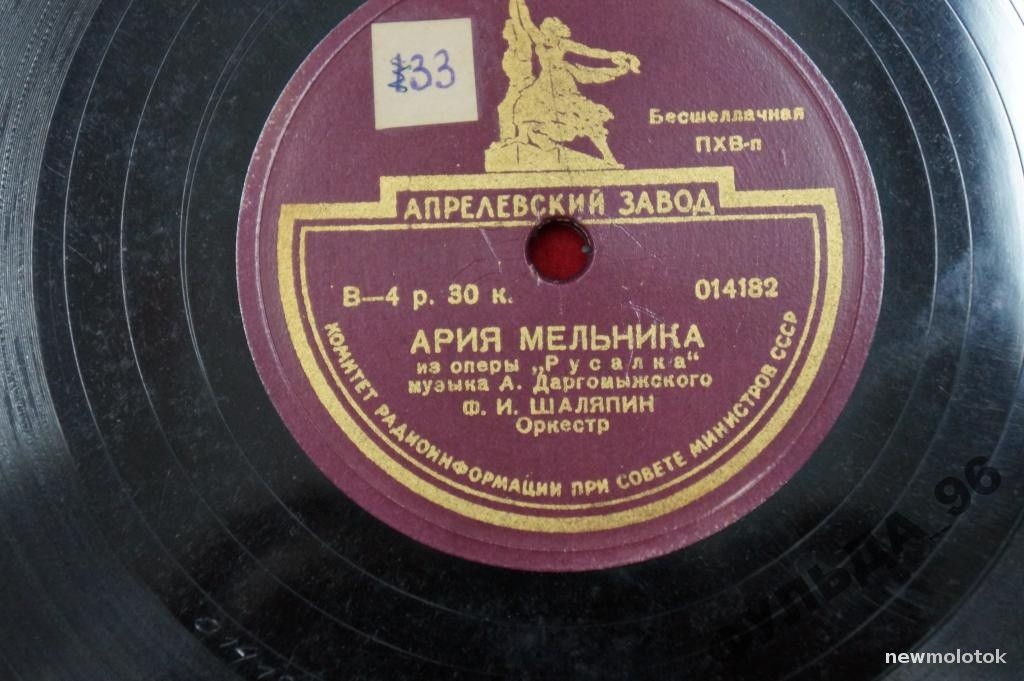 33
Бесшеллачная
ПХВ-п
АПРЕЛЕВСКИЙ ЗАВОД
В—4 р. 30 к.
014182
АРИЯ МЕЛЬНИКА
из оперы „Русалка“
музыка А. Даргомыжского
Ф. И. ШАЛЯПИН
Оркестр
КОМИТЕТ РАДИОИНФОРМАЦИИ ПРИ СОВЕТЕ МИНИСТРОВ СССР
newmolotok